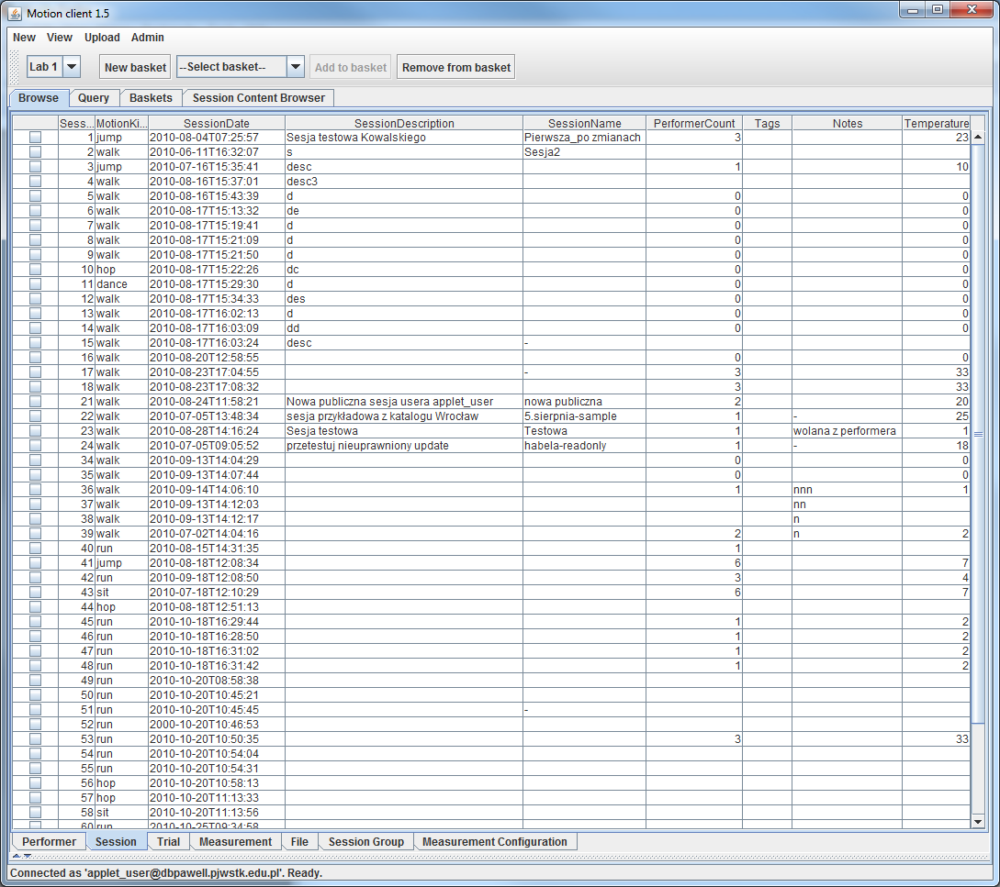 Motion client 1.5
New View Upload Admin
Lab 1 New basket --Select basket-- Add to basket Remove from basket
Browse Query Baskets Session Content Browser
Sess... MotionKi... SessionDate SessionDescription SessionName PerformerCount Tags Notes Temperature
1 jump 2010-08-04T07:25:57 Sesja testowa Kowalskiego Pierwsza_po zmianach 3 23
2 walk 2010-06-11T16:32:07 s Sesja2
3 jump 2010-07-16T15:35:41 desc 1 10
4 walk 2010-08-16T15:37:01 desc3
5 walk 2010-08-16T15:43:39 d 0 0
6 walk 2010-08-17T15:13:32 de 0 0
7 walk 2010-08-17T15:19:41 d 0 0
8 walk 2010-08-17T15:21:09 d 0 0
9 walk 2010-08-17T15:21:50 d 0 0
10 hop 2010-08-17T15:22:26 dc 0 0
11 dance 2010-08-17T15:29:30 d 0 0
12 walk 2010-08-17T15:34:33 des 0 0
13 walk 2010-08-17T16:02:13 d 0 0
14 walk 2010-08-17T16:03:09 dd 0 0
15 walk 2010-08-17T16:03:24 desc -
16 walk 2010-08-20T12:58:55 0 0
17 walk 2010-08-23T17:04:55 - 3 33
18 walk 2010-08-23T17:08:32 3 33
21 walk 2010-08-24T11:58:21 Nowa publiczna sesja usera applet_user nowa publiczna 2 20
22 walk 2010-07-05T13:48:34 sesja przykładowa z katalogu Wrocław 5.sierpnia-sample 1 - 25
23 walk 2010-08-28T14:16:24 Sesja testowa Testowa 1 wolana z performera 1
24 walk 2010-07-05T09:05:52 przetestuj nieuprawniony update habela-readonly 1 - 18
34 walk 2010-09-13T14:04:29 0 0
35 walk 2010-09-13T14:07:44 0 0
36 walk 2010-09-14T14:06:10 1 nnn 1
37 walk 2010-09-13T14:12:03 nn
38 walk 2010-09-13T14:12:17 n
39 walk 2010-07-02T14:04:16 2 n 2
40 run 2010-08-15T14:31:35 1
41 jump 2010-08-18T12:08:34 6 7
42 run 2010-09-18T12:08:50 3 4
43 sit 2010-07-18T12:10:29 6 7
44 hop 2010-08-18T12:51:13
45 run 2010-10-18T16:29:44 1 2
46 run 2010-10-18T16:28:50 1 2
47 run 2010-10-18T16:31:02 1 2
48 run 2010-10-18T16:31:42 1 2
49 run 2010-10-20T08:58:38
50 run 2010-10-20T10:45:21
51 run 2010-10-20T10:45:45 -
52 run 2000-10-20T10:46:53
53 run 2010-10-20T10:50:35 3 33
54 run 2010-10-20T10:54:04
55 run 2010-10-20T10:54:31
56 hop 2010-10-20T10:58:13
57 hop 2010-10-20T11:13:33
58 sit 2010-10-20T11:13:56
60 run 2010-10-25T09:34:58
Performer Session Trial Measurement File Session Group Measurement Configuration
Connected as 'applet_user@dbpawell.pjwstk.edu.pl'. Ready.